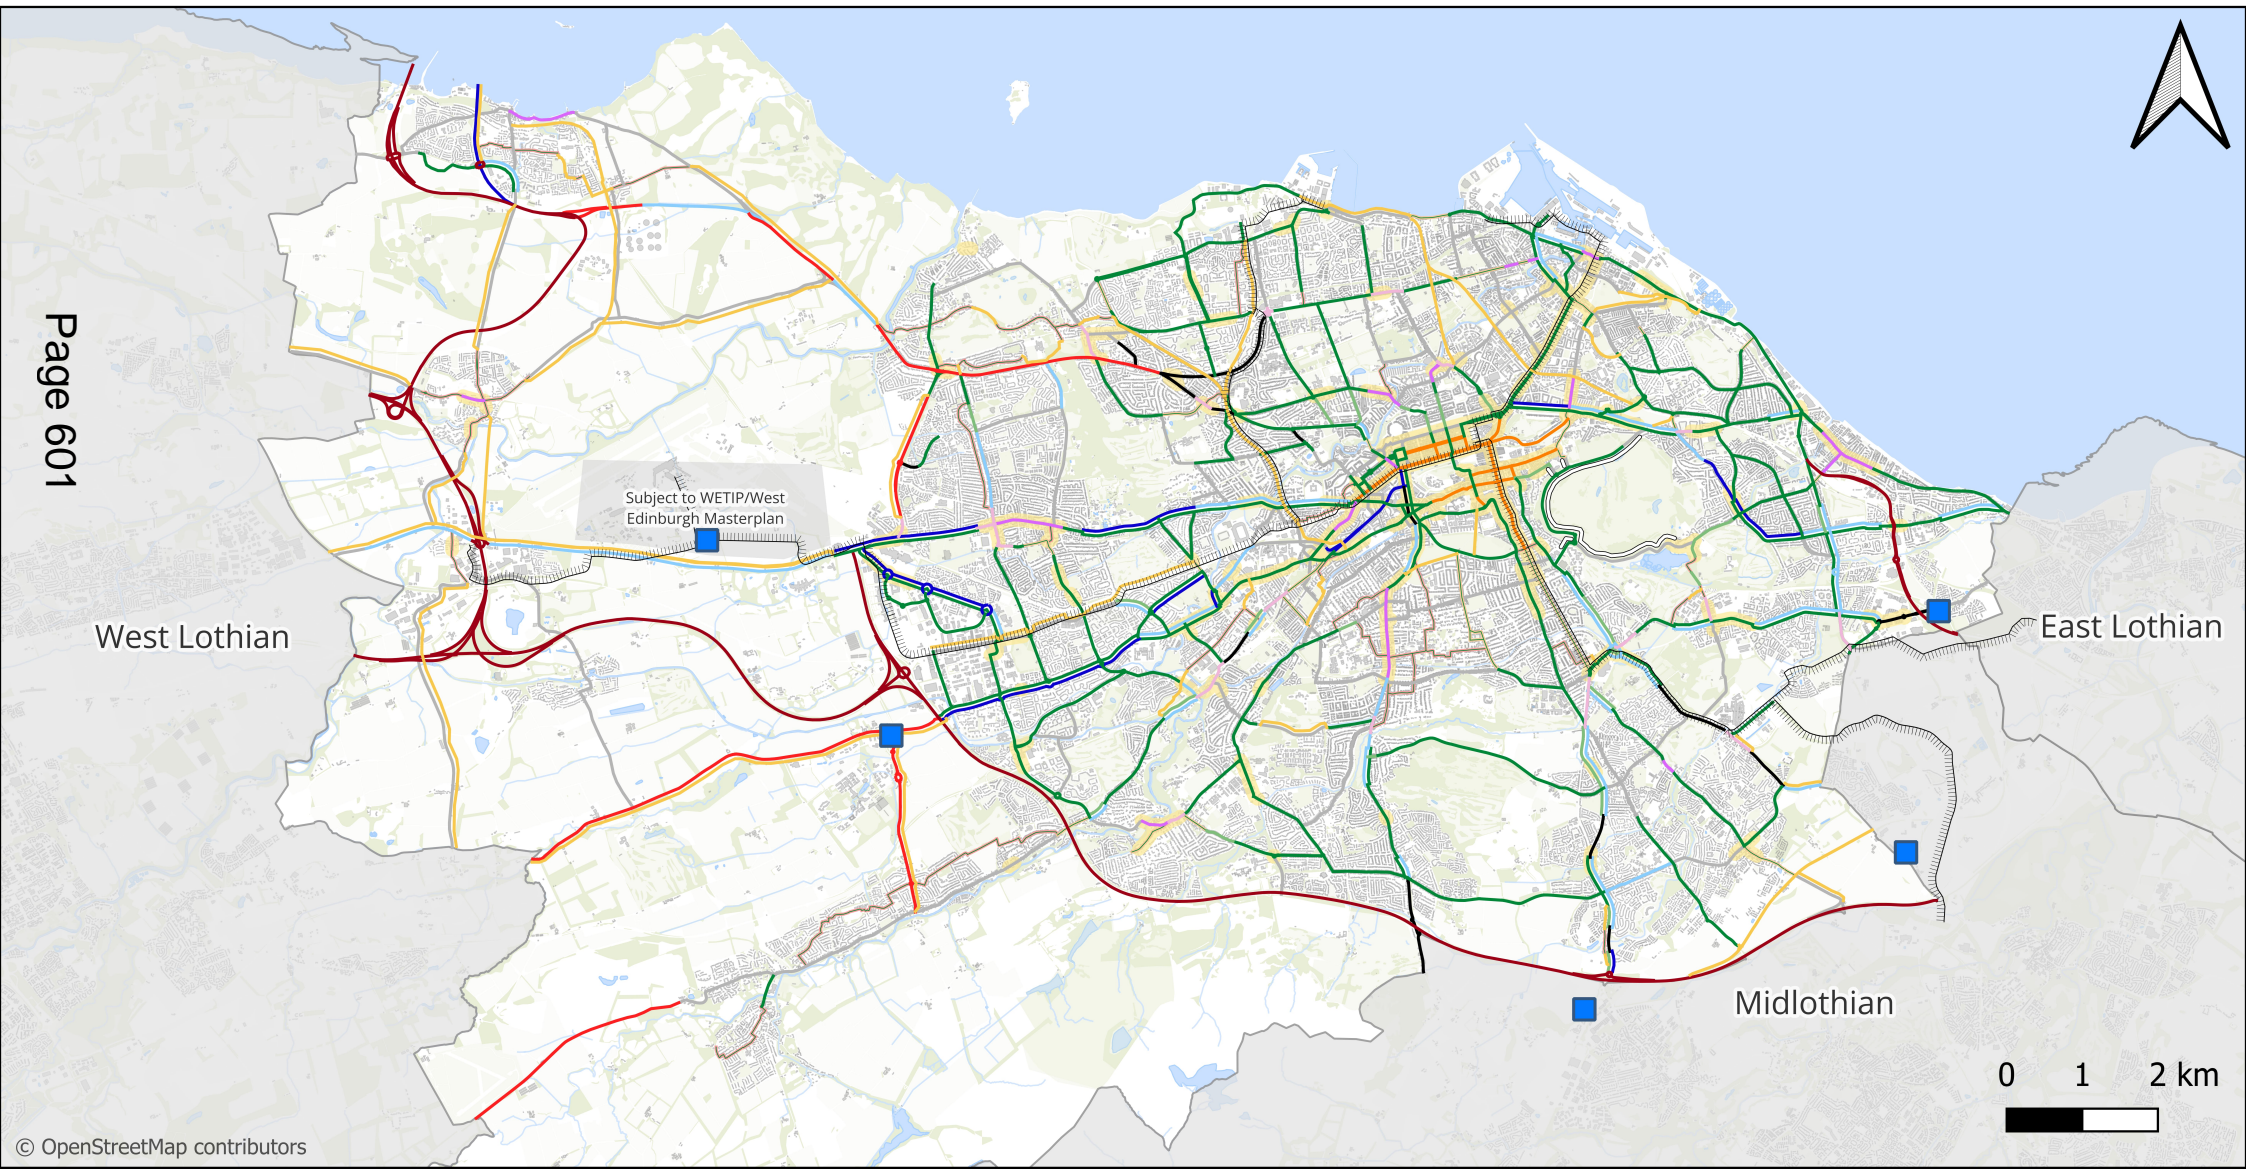 Page 601
Subject to WETIP/West
Edinburgh Masterplan
West Lothian
East Lothian
Midlothian
0 1 2 km
© OpenStreetMap contributors